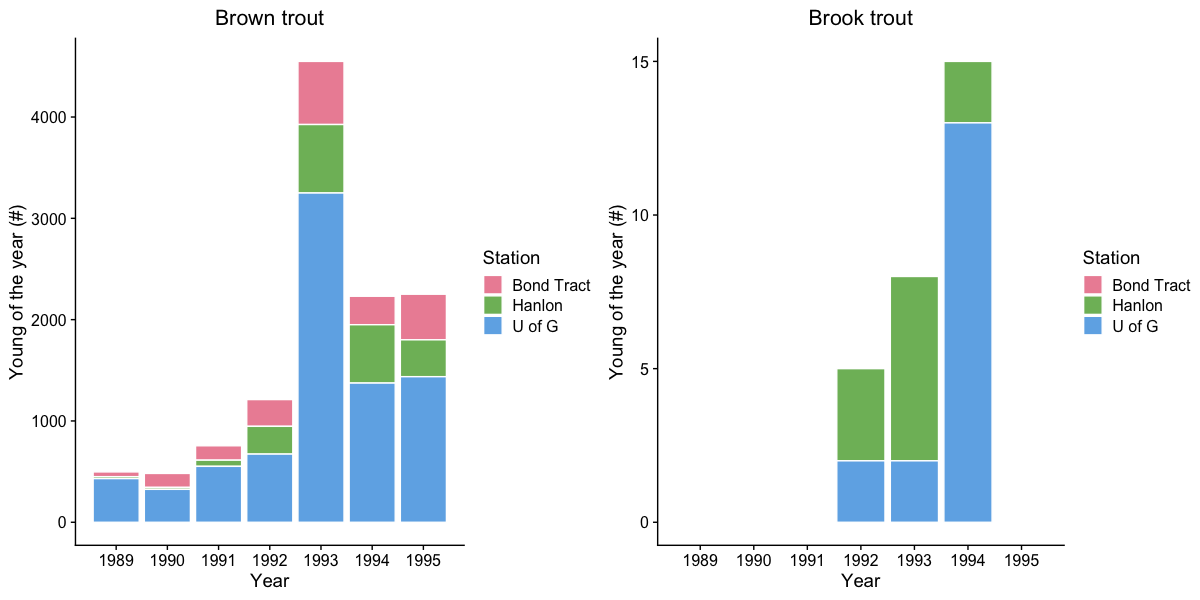 Brown trout
Young of the year (#)
4000
3000
2000
1000
0
1989 1990 1991 1992 1993 1994 1995
Year
Station
Bond Tract
Hanlon
U of G
Brook trout
Young of the year (#)
15
10
5
0
1989 1990 1991 1992 1993 1994 1995
Year
Station
Bond Tract
Hanlon
U of G